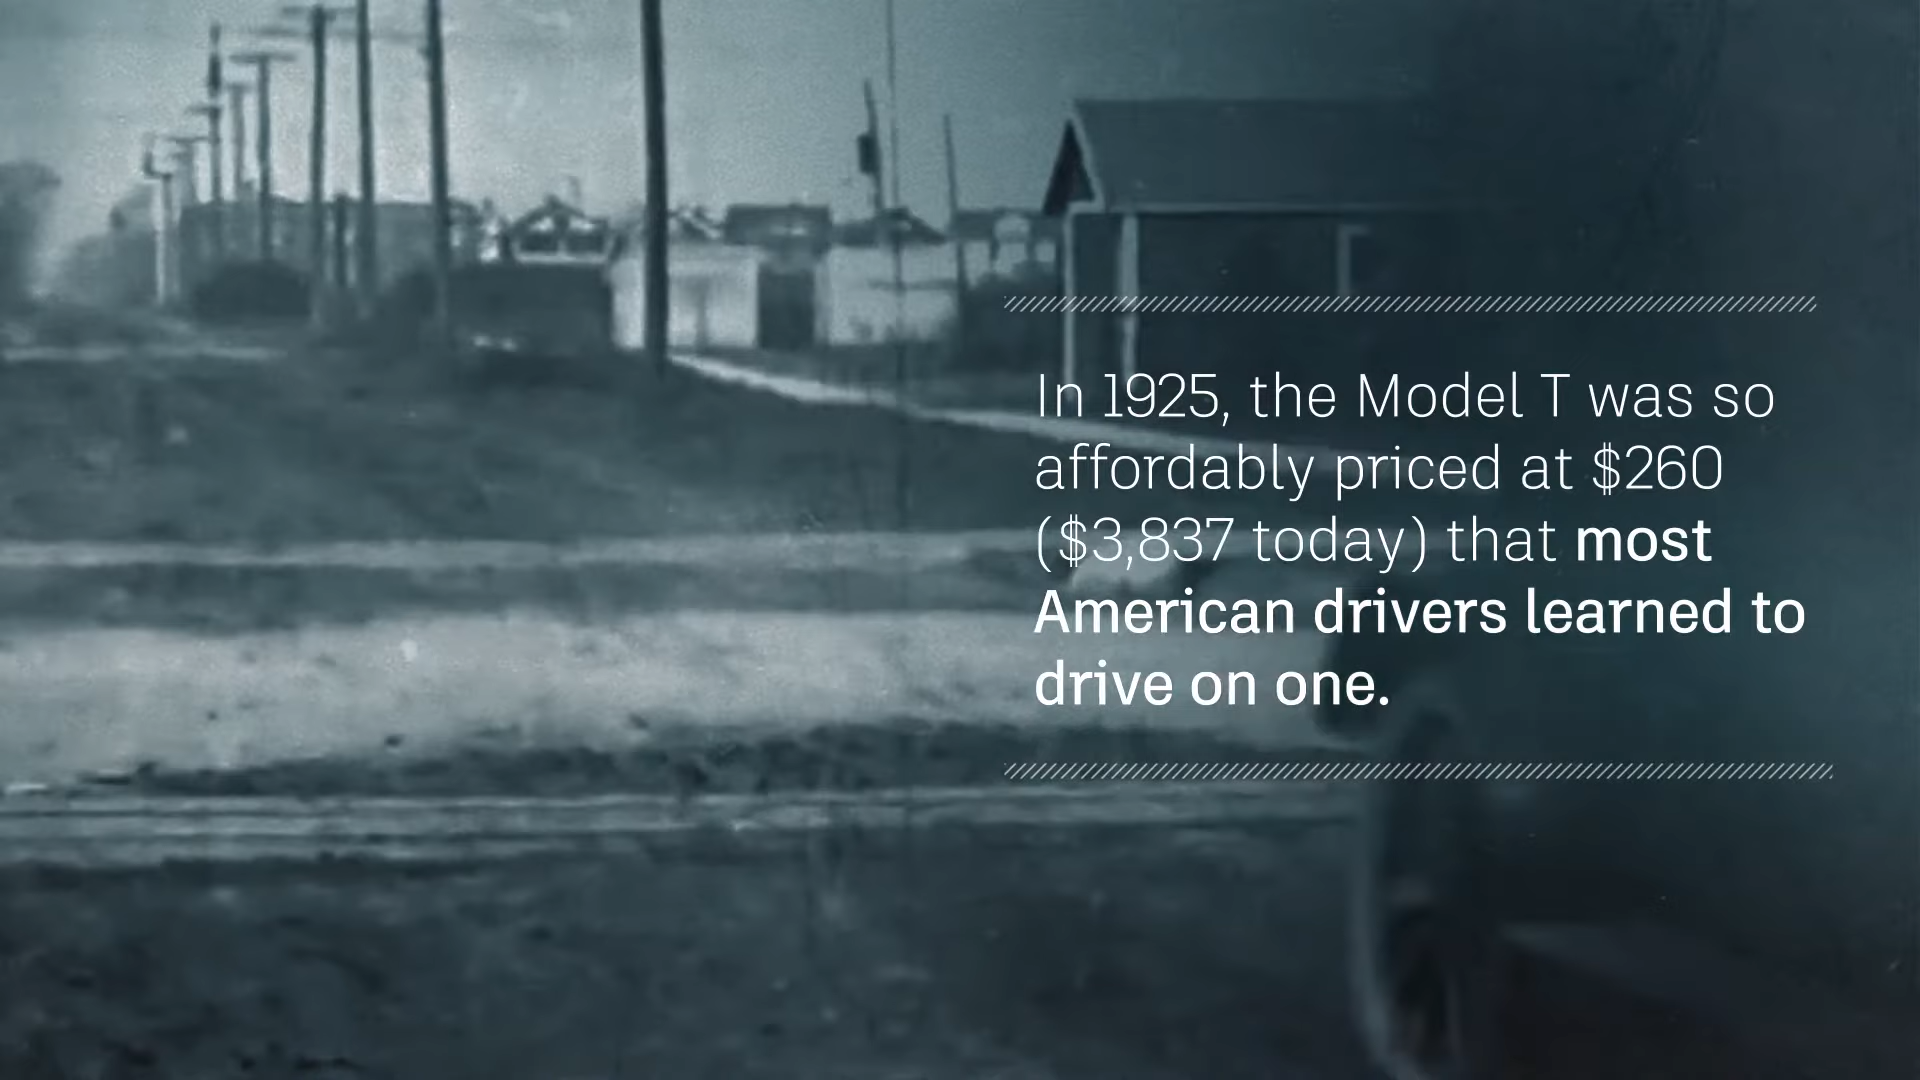 In 1925, the Model T was so
affordably priced at $260
($3,837 today) that most
American drivers learned to
drive on one.